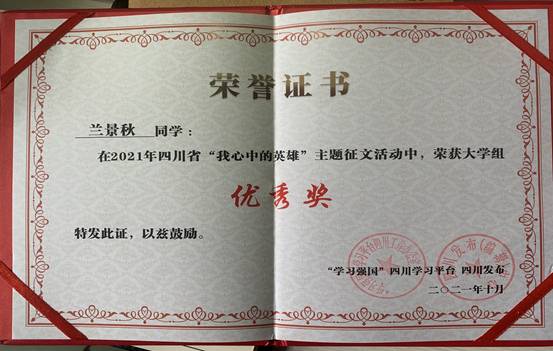 荣誉证书
兰景秋 同学：
在2021年四川省“我心中的英雄”主题征文活动中，荣获大学组
优秀奖
特发此证，以兹鼓励。
“学习强国”四川学习平台 四川发布
二〇二一年十月